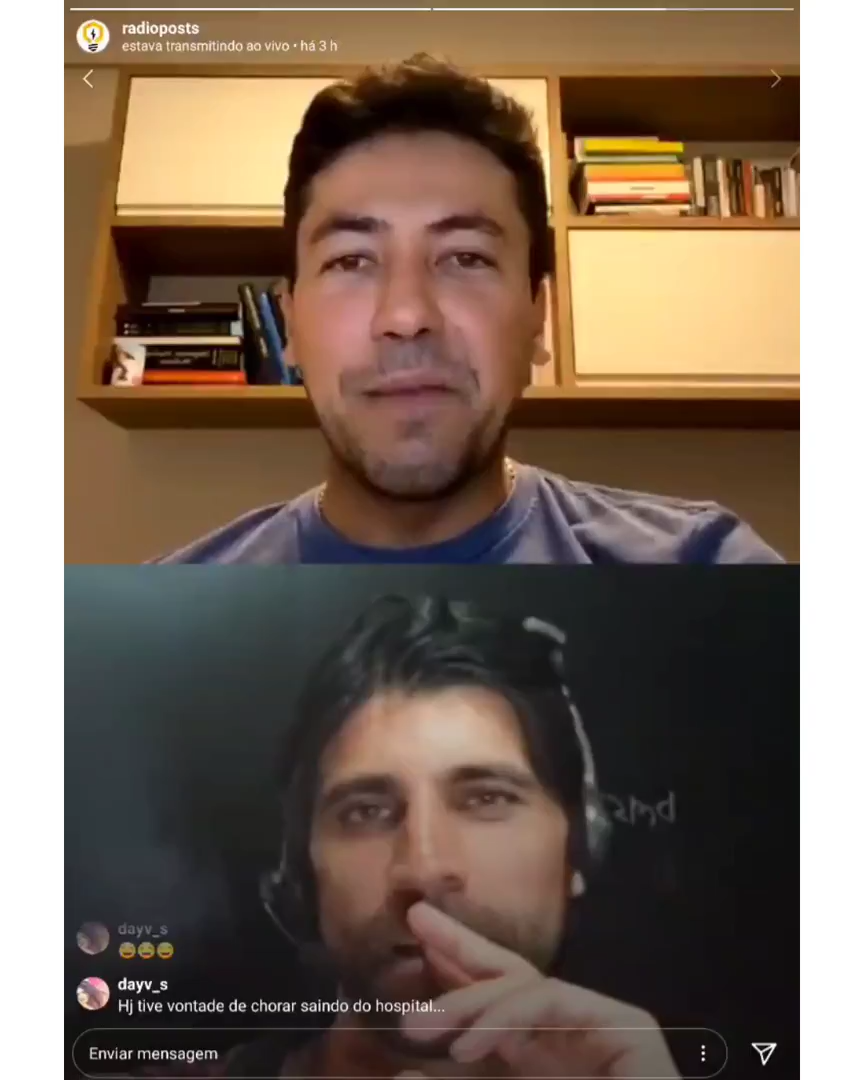 radioposts
estava transmitindo ao vivo • há 3 h
dayv_s
😅😂😅
dayv_s
Hj tive vontade de chorar saindo do hospital...
Enviar mensagem